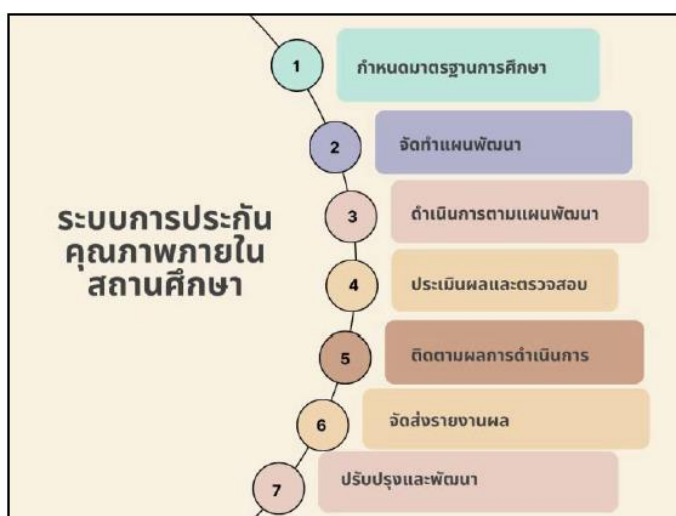 ระบบการประกัน
คุณภาพภายใน
สถานศึกษา
1 กำหนดมาตรฐานการศึกษา
2 จัดทำแผนพัฒนา
3 ดำเนินการตามแผนพัฒนา
4 ประเมินผลและตรวจสอบ
5 ติดตามผลการดำเนินการ
6 จัดส่งรายงานผล
7 ปรับปรุงและพัฒนา